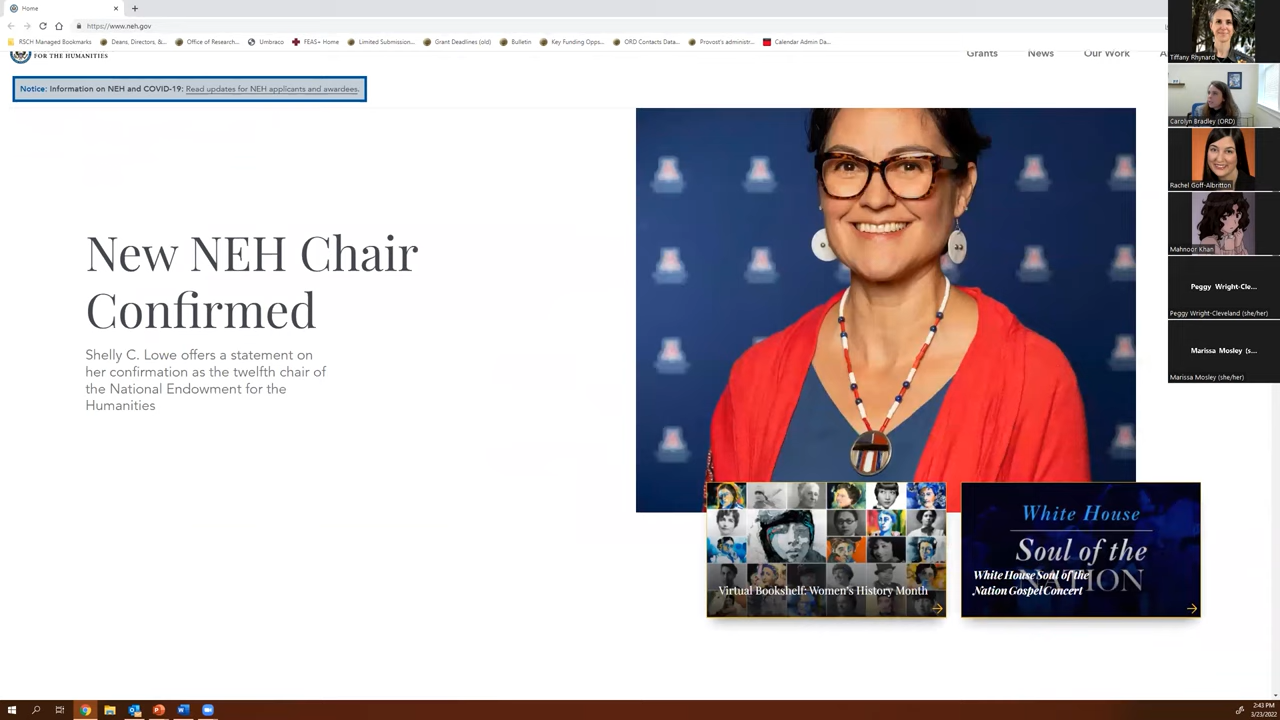 Home
https://www.neh.gov
RSCH Managed Bookmarks
Deans, Directors, &...
Office of Research...
Umbraco
FEAS+ Home
Limited Submission...
Grant Deadlines (old)
Bulletin
Key Funding Opps...
ORD Contacts Data...
Provost's administr...
Calendar Admin Da...
FOR THE HUMANITIES
Grants
News
Our Work
Notice: Information on NEH and COVID-19: Read updates for NEH applicants and awardees.
New NEH Chair
Confirmed
Shelly C. Lowe offers a statement on
her confirmation as the twelfth chair of
the National Endowment for the
Humanities
Virtual Bookshelf: Women's History Month
White House
Soul of the
NATION
White House Soul of the
Nation Gospel Concert
Tiffany Rhynard
Carolyn Bradley (ORD)
Rachel Goff-Albritton
Mahnoor Khan
Peggy Wright-Cle...
Peggy Wright-Cleveland (she/her)
Marissa Mosley (s...
Marissa Mosley (she/her)
2:43 PM
3/23/2022